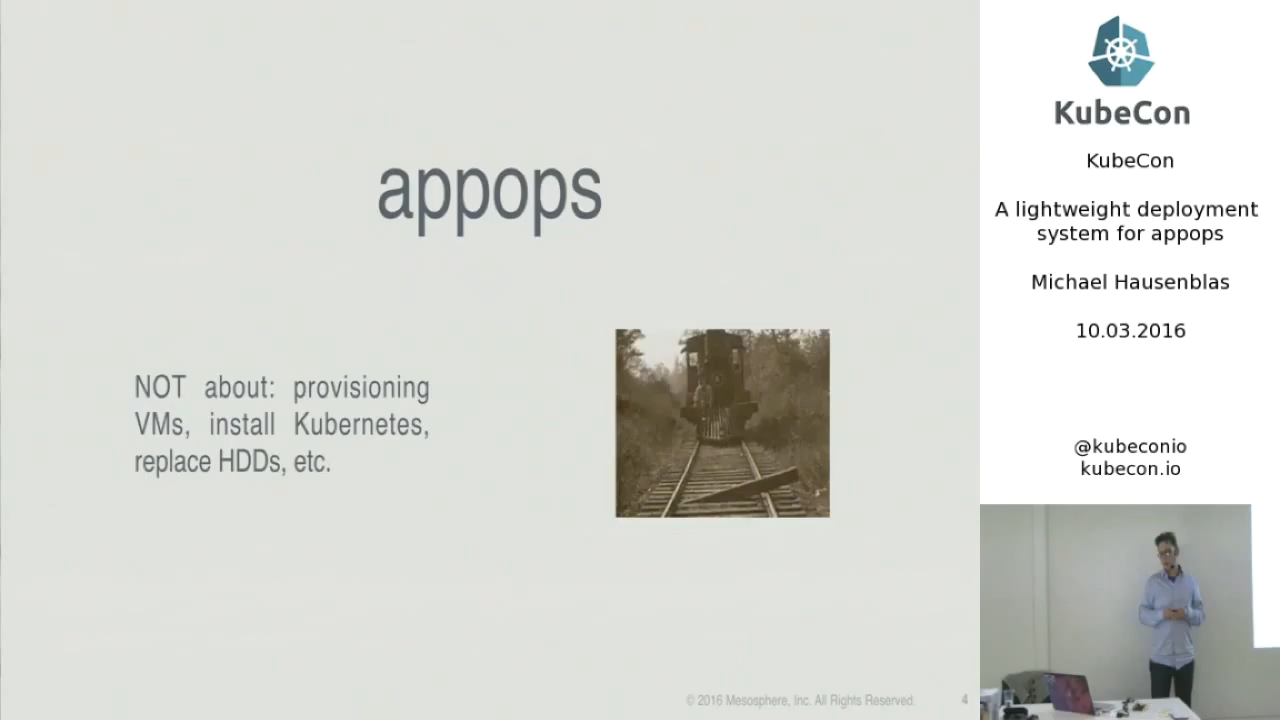 appops
NOT about: provisioning
VMs, install Kubernetes,
replace HDDs, etc.
© 2016 Mesosphere, Inc. All Rights Reserved.
4
KubeCon
KubeCon
A lightweight deployment
system for appops
Michael Hausenblas
10.03.2016
@kubeconio
kubecon.io